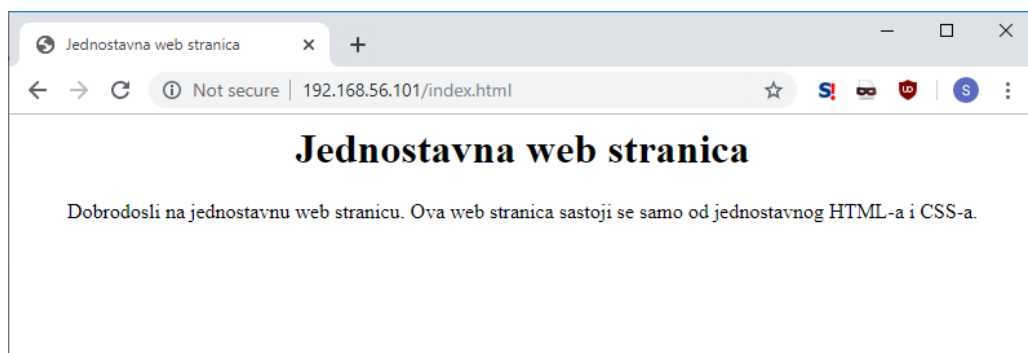 Jednostavna web stranica
Not secure | 192.168.56.101/index.html
S!
UD
S
Jednostavna web stranica
Dobrodosli na jednostavnu web stranicu. Ova web stranica sastoji se samo od jednostavnog HTML-a i CSS-a.